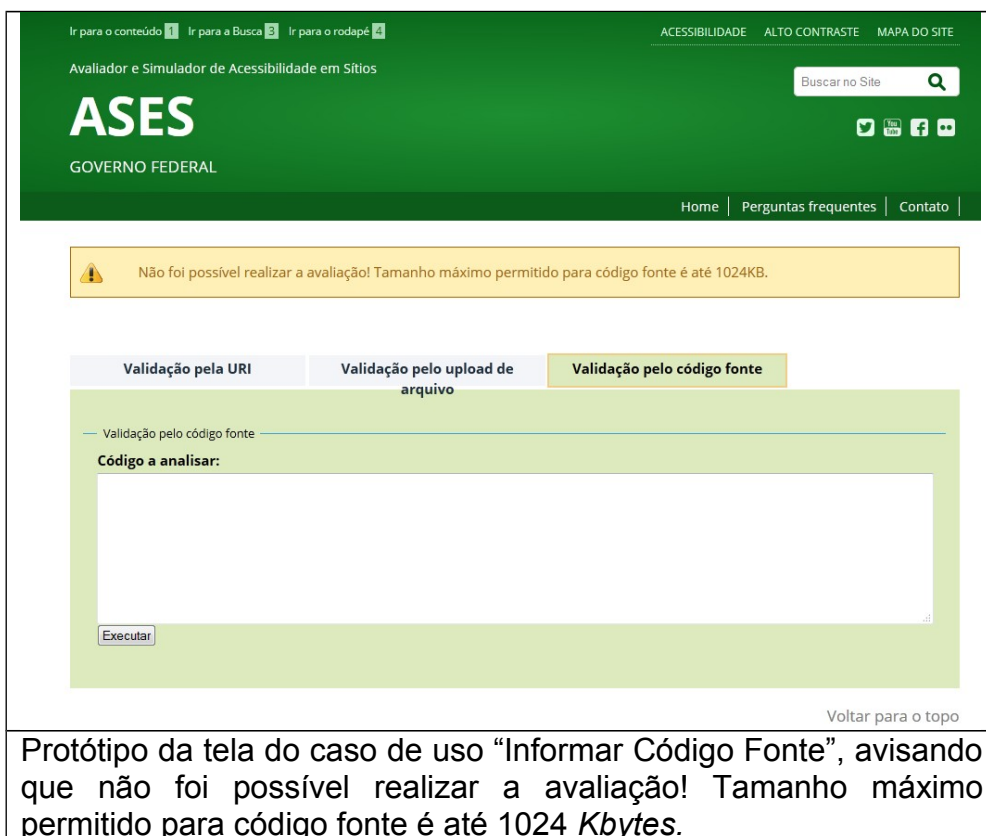 Ir para o conteúdo 1 Ir para a Busca 3 Ir para o rodapé 4
ACESSIBILIDADE ALTO CONTRASTE MAPA DO SITE
Avaliador e Simulador de Acessibilidade em Sítios
Buscar no Site
ASES
You Tube
GOVERNO FEDERAL
Home | Perguntas frequentes | Contato |
Não foi possível realizar a avaliação! Tamanho máximo permitido para código fonte é até 1024KB.
Validação pela URI
Validação pelo upload de
arquivo
Validação pelo código fonte
Validação pelo código fonte
Código a analisar:
Executar
Voltar para o topo
Protótipo da tela do caso de uso “Informar Código Fonte”, avisando
que não foi possível realizar a avaliação! Tamanho máximo
permitido para código fonte é até 1024 Kbytes.